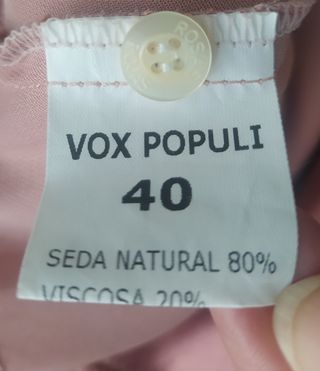 VOX POPULI
40
SEDA NATURAL 80%
VISCOSA 20%